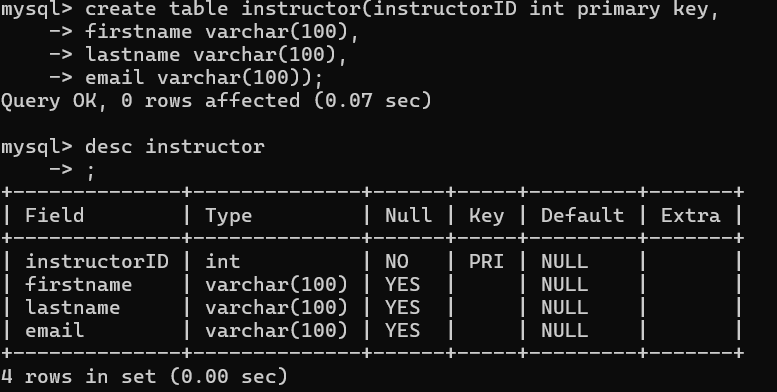 mysql> create table instructor(instructorID int primary key,
    -> firstname varchar(100),
    -> lastname varchar(100),
    -> email varchar(100));
Query OK, 0 rows affected (0.07 sec)

mysql> desc instructor
    -> ;
+--------------+--------------+------+-----+---------+-------+
| Field        | Type         | Null | Key | Default | Extra |
+--------------+--------------+------+-----+---------+-------+
| instructorID | int          | NO   | PRI | NULL    |       |
| firstname    | varchar(100) | YES  |     | NULL    |       |
| lastname     | varchar(100) | YES  |     | NULL    |       |
| email        | varchar(100) | YES  |     | NULL    |       |
+--------------+--------------+------+-----+---------+-------+
4 rows in set (0.00 sec)